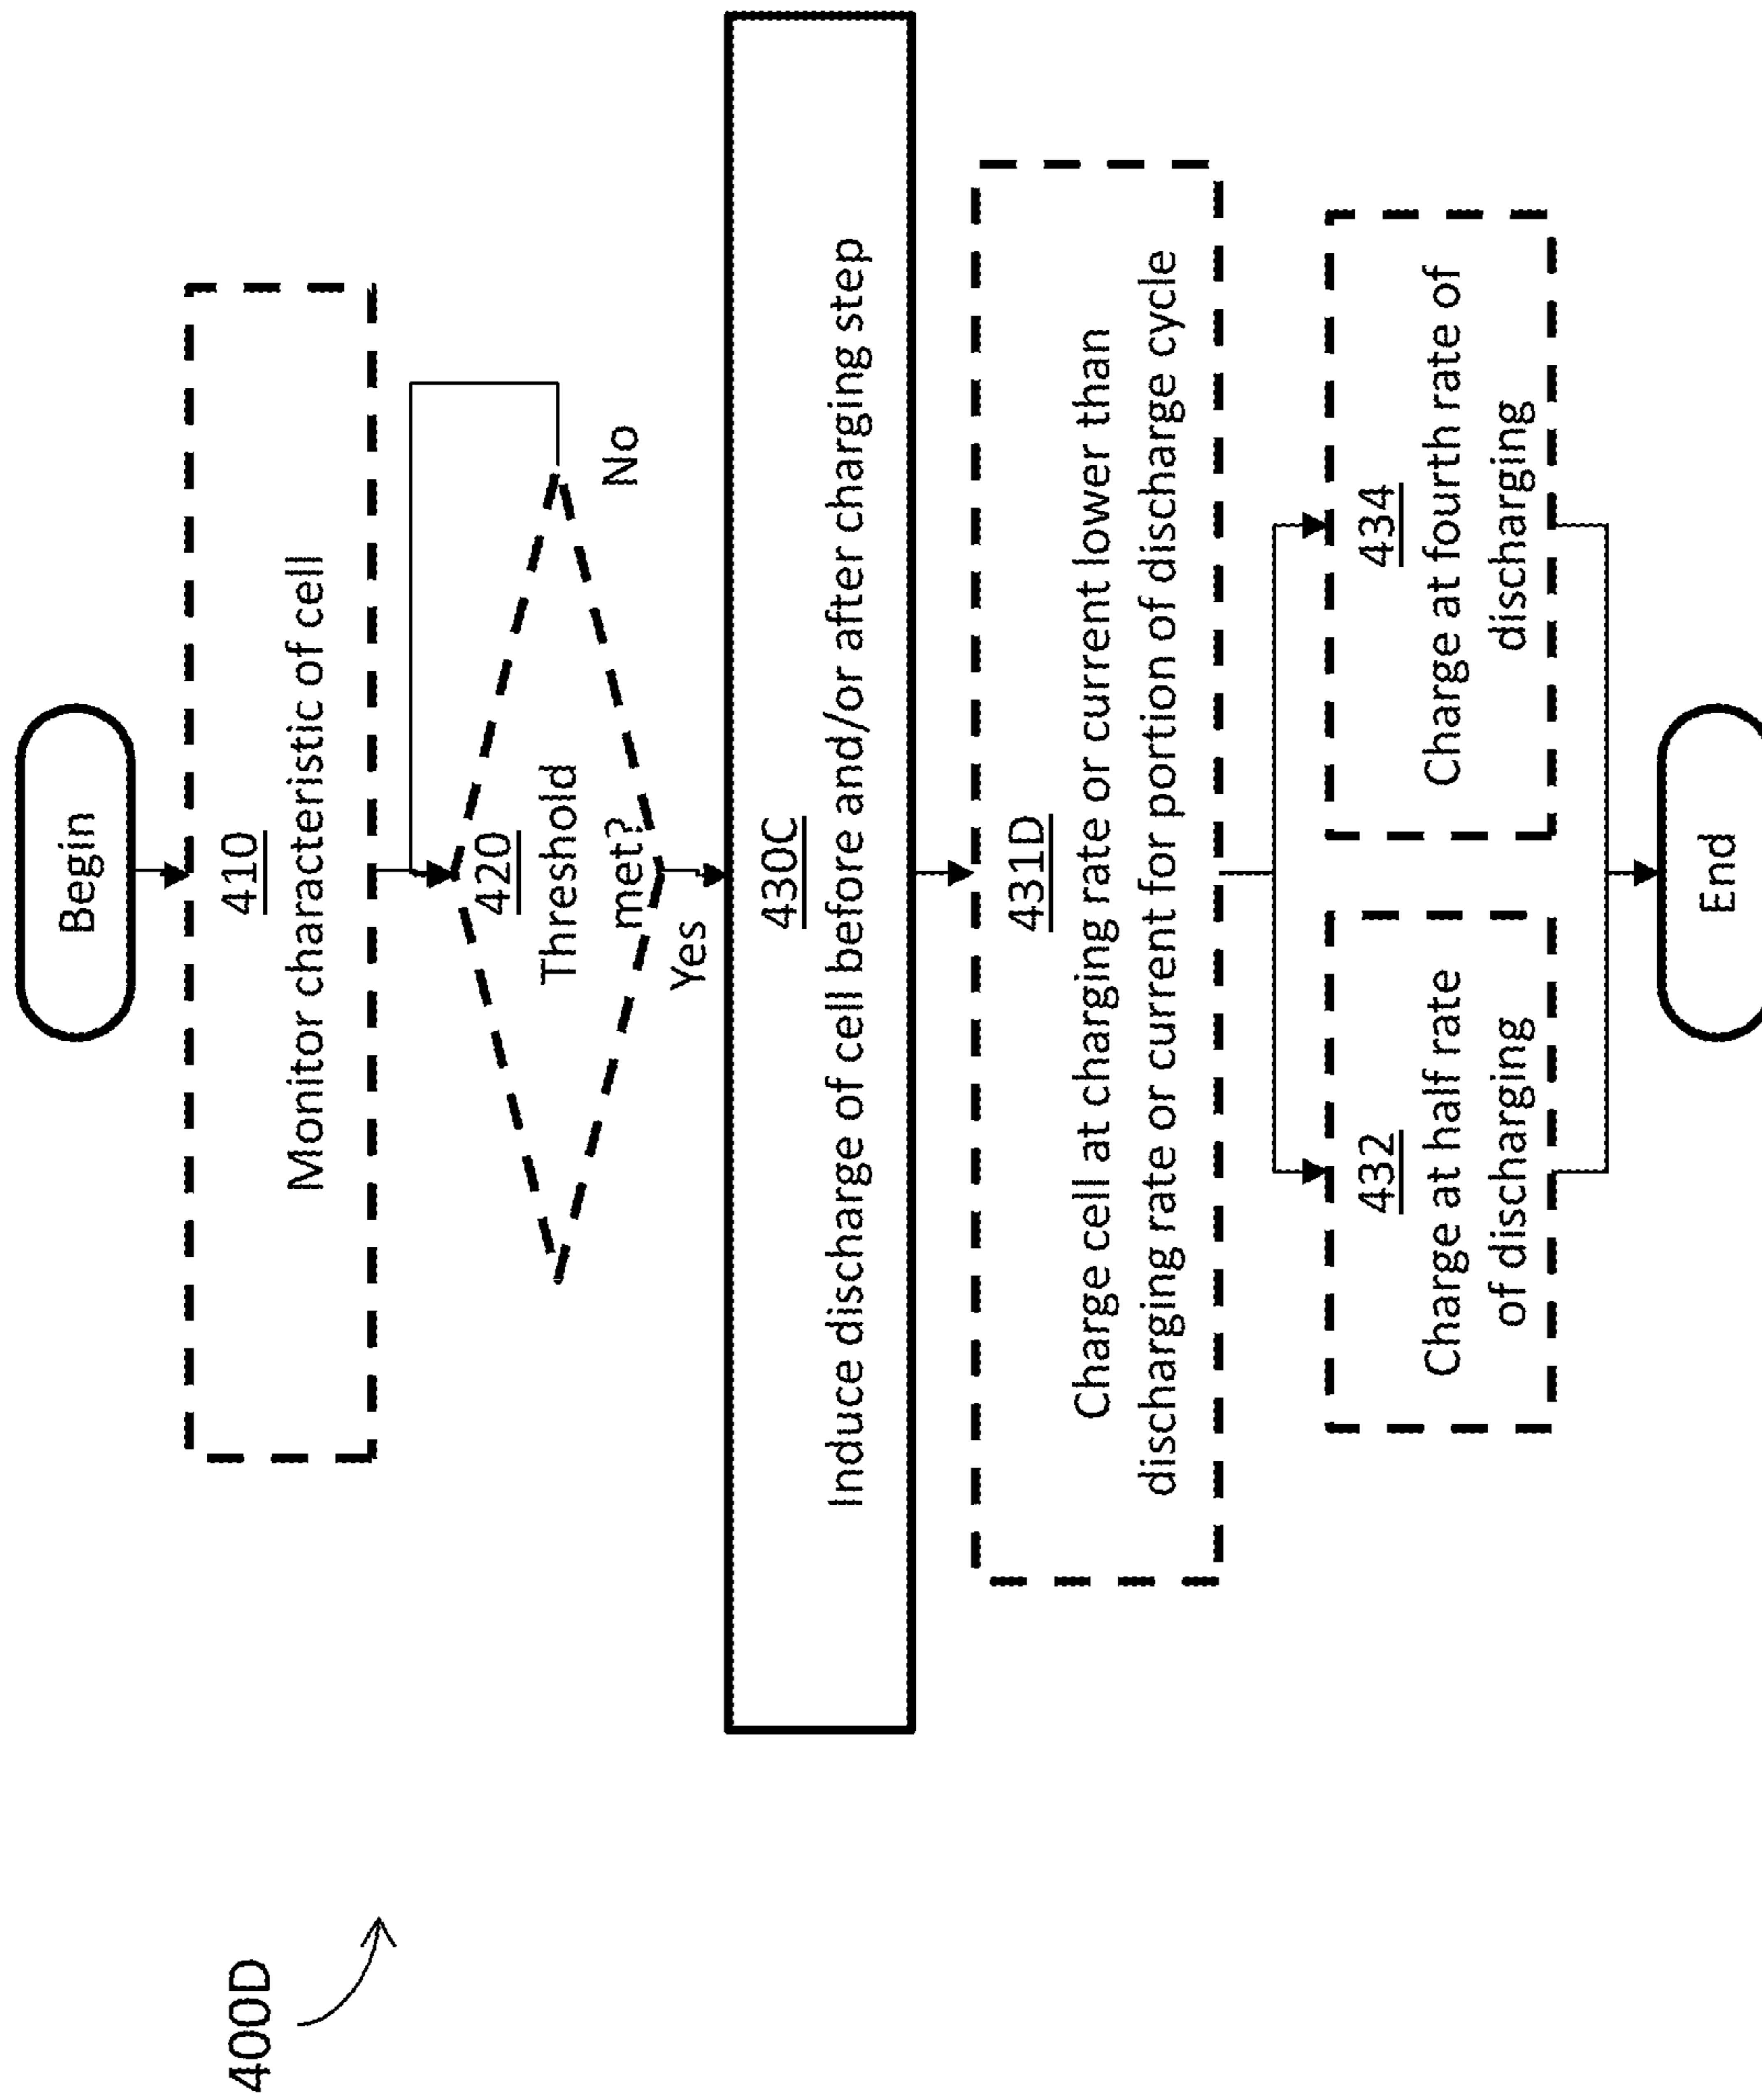 400D
Begin
410
Monitor characteristic of cell
420
Threshold
met?
No
Yes
430C
Induce discharge of cell before and/or after charging step
431D
Charge cell at charging rate or current lower than
discharging rate or current for portion of discharge cycle
432
Charge at half rate
of discharging
434
Charge at fourth rate of
discharging
End